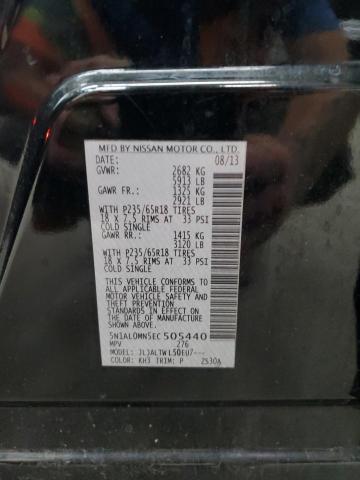 MFD BY NISSAN MOTOR CO., LTD.
DATE: 08/13
GVWR: 2682 KG
5913 LB
GAWR FR.: 1325 KG
2921 LB
WITH P235/65R18 TIRES
18 x 7.5 RIMS AT 33 PSI
COLD SINGLE
GAWR RR.: 1415 KG
3120 LB
WITH P235/65R18 TIRES
18 x 7.5 RIMS AT 33 PSI
COLD SINGLE
THIS VEHICLE CONFORMS
TO ALL APPLICABLE FEDERAL
MOTOR VEHICLE SAFETY
STANDARDS IN EFFECT ON
THE DATE OF MANUFACTURE
SHOWN ABOVE.
5N1AL0MN5EC505440
MPV 276
MODEL: JLJALTWL50EU7---
COLOR: KH3 TRIM: P ZS30A